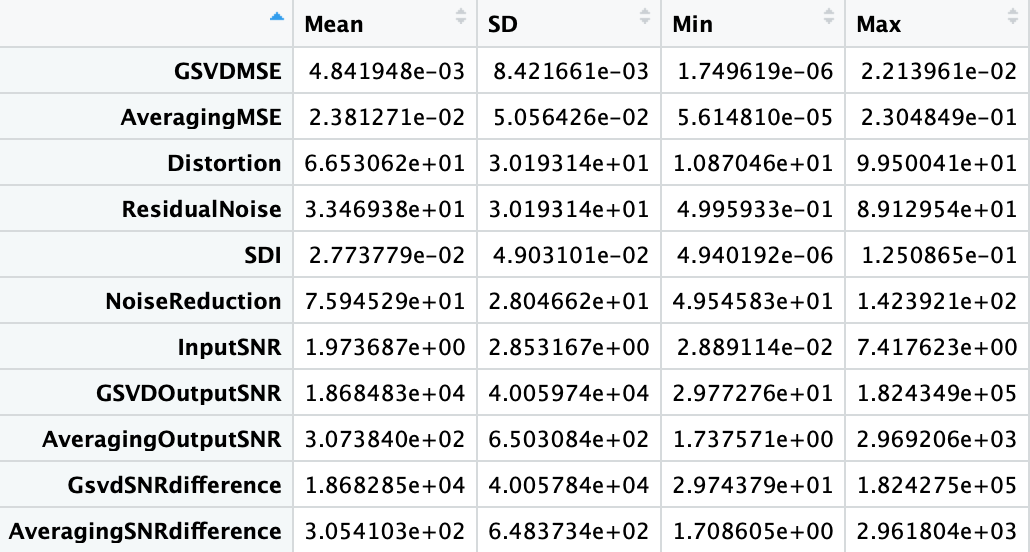 Mean SD Min Max
GSVDMSE 4.841948e−03 8.421661e−03 1.749619e−06 2.213961e−02
AveragingMSE 2.381271e−02 5.056426e−02 5.614810e−05 2.304849e−01
Distortion 6.653062e+01 3.019314e+01 1.087046e+01 9.950041e+01
ResidualNoise 3.346938e+01 3.019314e+01 4.995933e−01 8.912954e+01
SDI 2.773779e−02 4.903101e−02 4.940192e−06 1.250865e−01
NoiseReduction 7.594529e+01 2.804662e+01 4.954583e+01 1.423921e+02
InputSNR 1.973687e+00 2.853167e+00 2.889114e−02 7.417623e+00
GSVDOutputSNR 1.868483e+04 4.005974e+04 2.977276e+01 1.824349e+05
AveragingOutputSNR 3.073840e+02 6.503084e+02 1.737571e+00 2.969206e+03
GsvdSNRdifference 1.868285e+04 4.005784e+04 2.974379e+01 1.824275e+05
AveragingSNRdifference 3.054103e+02 6.483734e+02 1.708605e+00 2.961804e+03